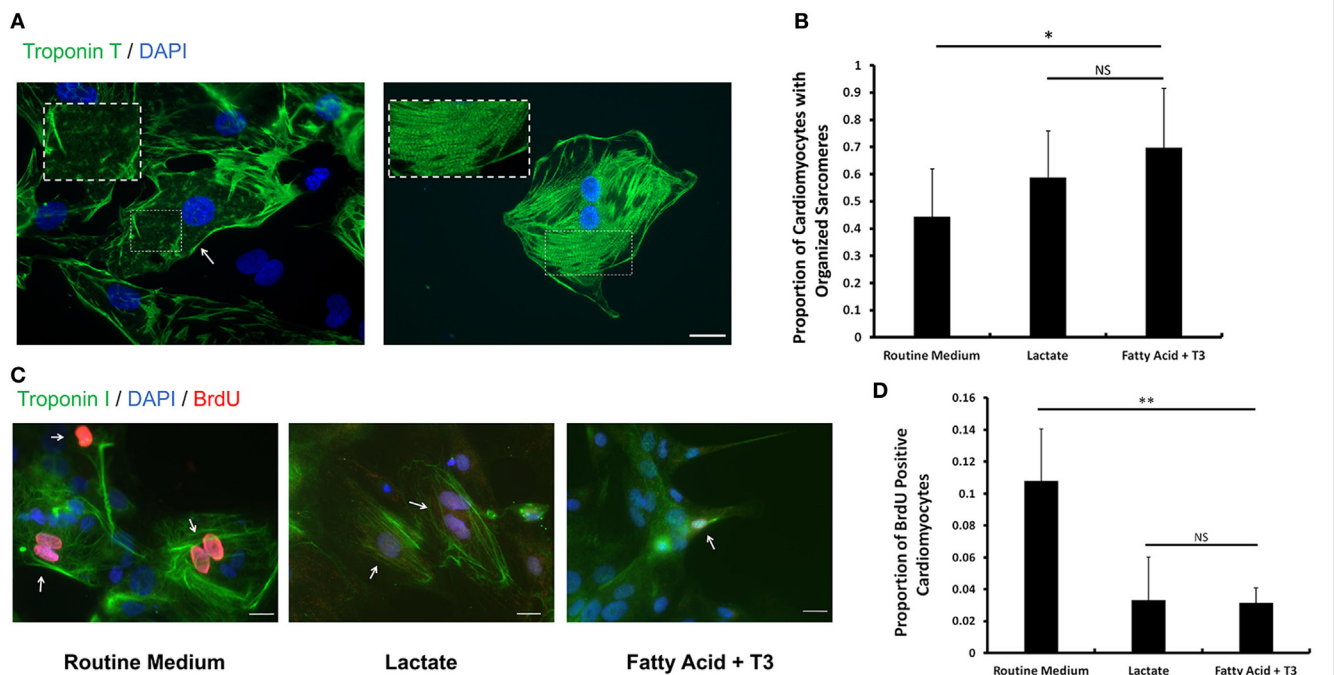 A
Troponin T / DAPI
B
*
NS
Proportion of Cardiomyocytes with
Organized Sarcomeres
1
0.9
0.8
0.7
0.6
0.5
0.4
0.3
0.2
0.1
0
Routine Medium
Lactate
Fatty Acid + T3
C
Troponin I / DAPI / BrdU
Routine Medium
Lactate
Fatty Acid + T3
D
**
NS
Proportion of BrdU Positive
Cardiomyocytes
0.16
0.14
0.12
0.1
0.08
0.06
0.04
0.02
0
Routine Medium
Lactate
Fatty Acid + T3